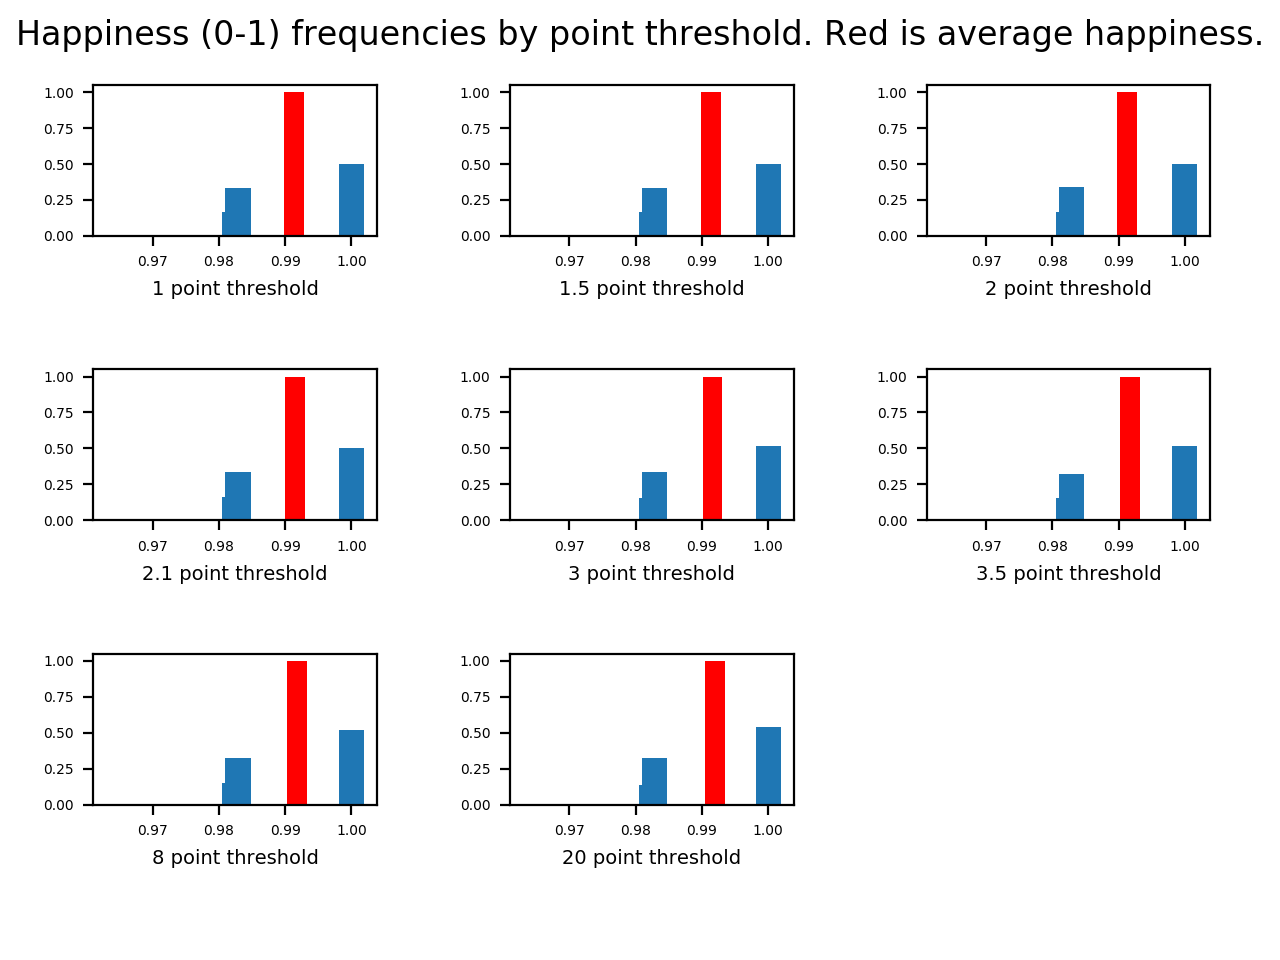 Happiness (0-1) frequencies by point threshold. Red is average happiness.
1.00 1.00 1.00
0.75 0.75 0.75
0.50 0.50 0.50
0.25 0.25 0.25
0.00 0.00 0.00
0.97 0.98 0.99 1.00 0.97 0.98 0.99 1.00 0.97 0.98 0.99 1.00
1 point threshold 1.5 point threshold 2 point threshold
1.00 1.00 1.00
0.75 0.75 0.75
0.50 0.50 0.50
0.25 0.25 0.25
0.00 0.00 0.00
0.97 0.98 0.99 1.00 0.97 0.98 0.99 1.00 0.97 0.98 0.99 1.00
2.1 point threshold 3 point threshold 3.5 point threshold
1.00 1.00
0.75 0.75
0.50 0.50
0.25 0.25
0.00 0.00
0.97 0.98 0.99 1.00 0.97 0.98 0.99 1.00
8 point threshold 20 point threshold